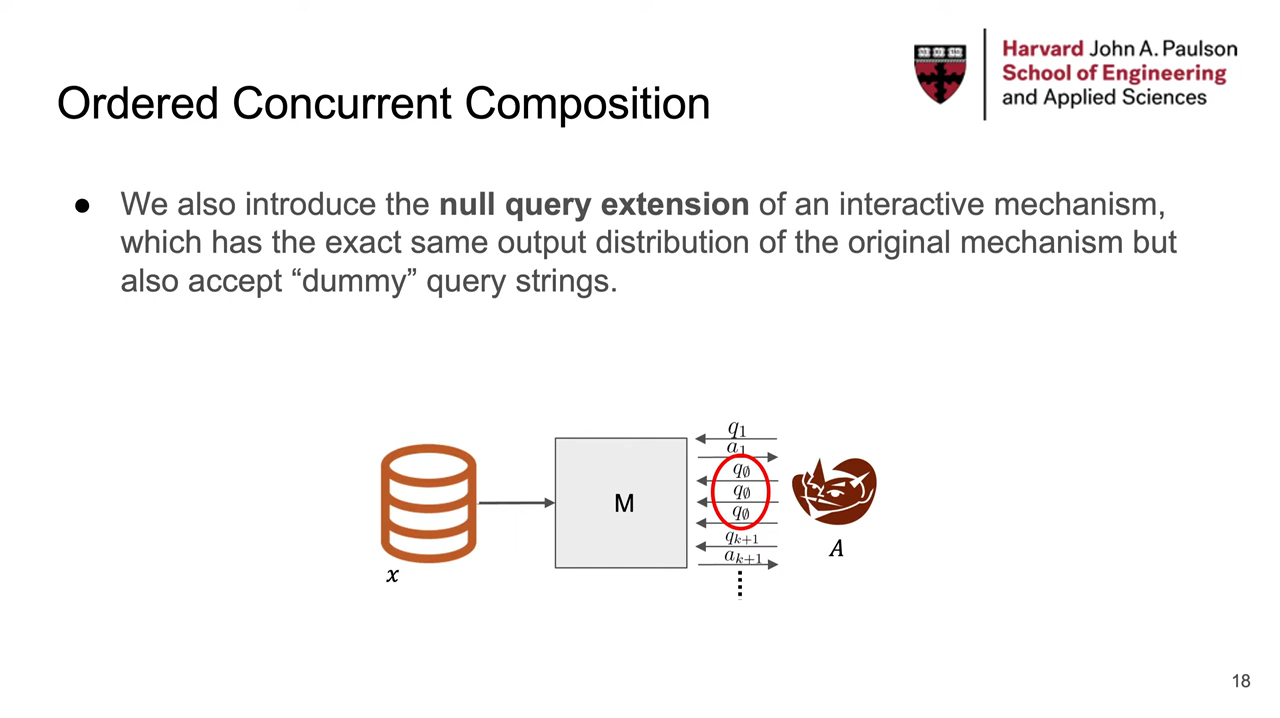 Harvard John A. Paulson
School of Engineering
and Applied Sciences
Ordered Concurrent Composition
● We also introduce the null query extension of an interactive mechanism,
which has the exact same output distribution of the original mechanism but
also accept “dummy” query strings.
q₁
a₁
q∅
q∅
q∅
qₖ₊₁
aₖ₊₁
M
x
A
18